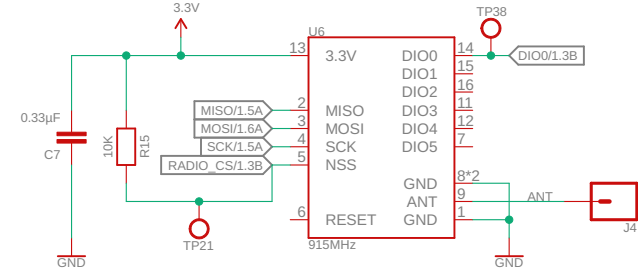 3.3V
TP38
U6
13
3.3V
DIO0
14
DIO0/1.3B
DIO1
15
DIO2
16
MISO/1.5A
2
MISO
DIO3
11
0.33µF
MOSI/1.6A
3
MOSI
DIO4
12
10K
R15
SCK/1.5A
4
SCK
DIO5
7
C7
RADIO_CS/1.3B
5
NSS
GND
8*2
ANT
9
ANT
6
RESET
GND
1
J4
TP21
915MHz
GND
GND